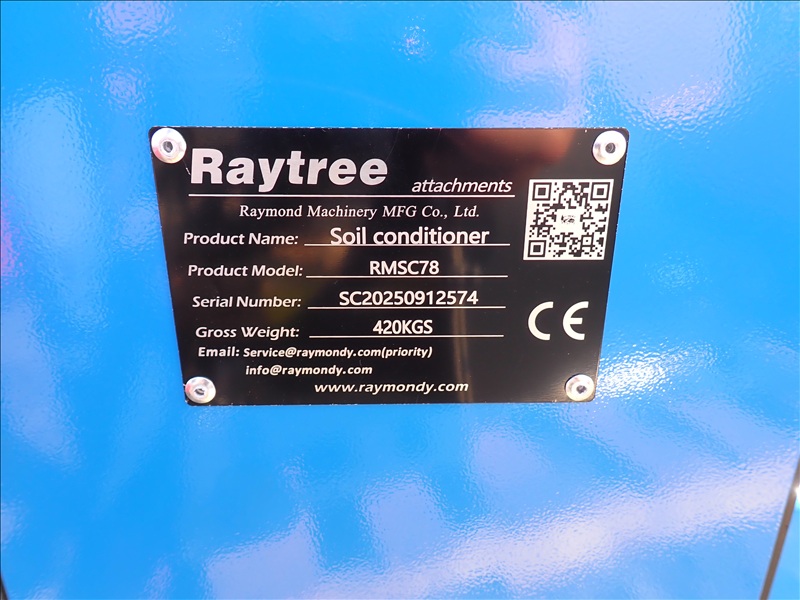 Raytree attachments
Raymond Machinery MFG Co., Ltd.
Product Name: Soil conditioner
Product Model: RMSC78
Serial Number: SC20250912574
Gross Weight: 420KGS
CE
Email: Service@raymondy.com(priority)
info@raymondy.com
www.raymondy.com